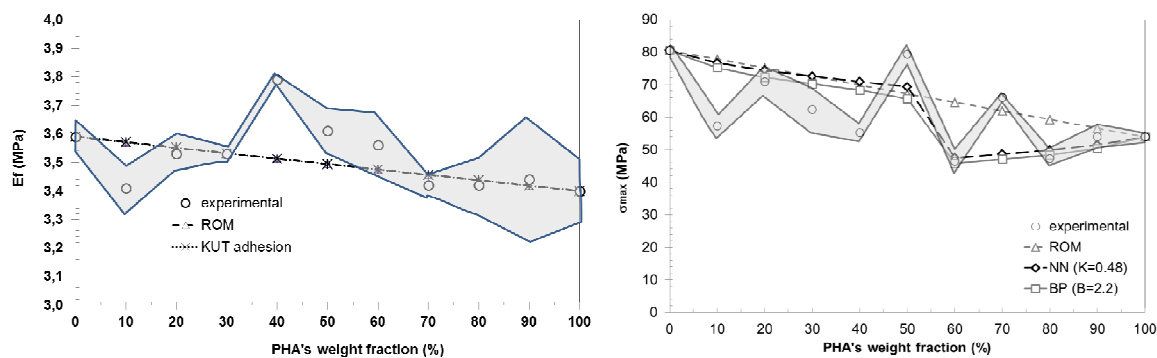 4,0
3,9
3,8
3,7
3,6
3,5
3,4
3,3
3,2
3,1
3,0
Ef (MPa)
experimental
ROM
KUT adhesion
0 10 20 30 40 50 60 70 80 90 100
PHA's weight fraction (%)
90
80
70
60
50
40
30
20
10
0
σmax (MPa)
experimental
ROM
NN (K=0.48)
BP (B=2.2)
0 10 20 30 40 50 60 70 80 90 100
PHA's weight fraction (%)